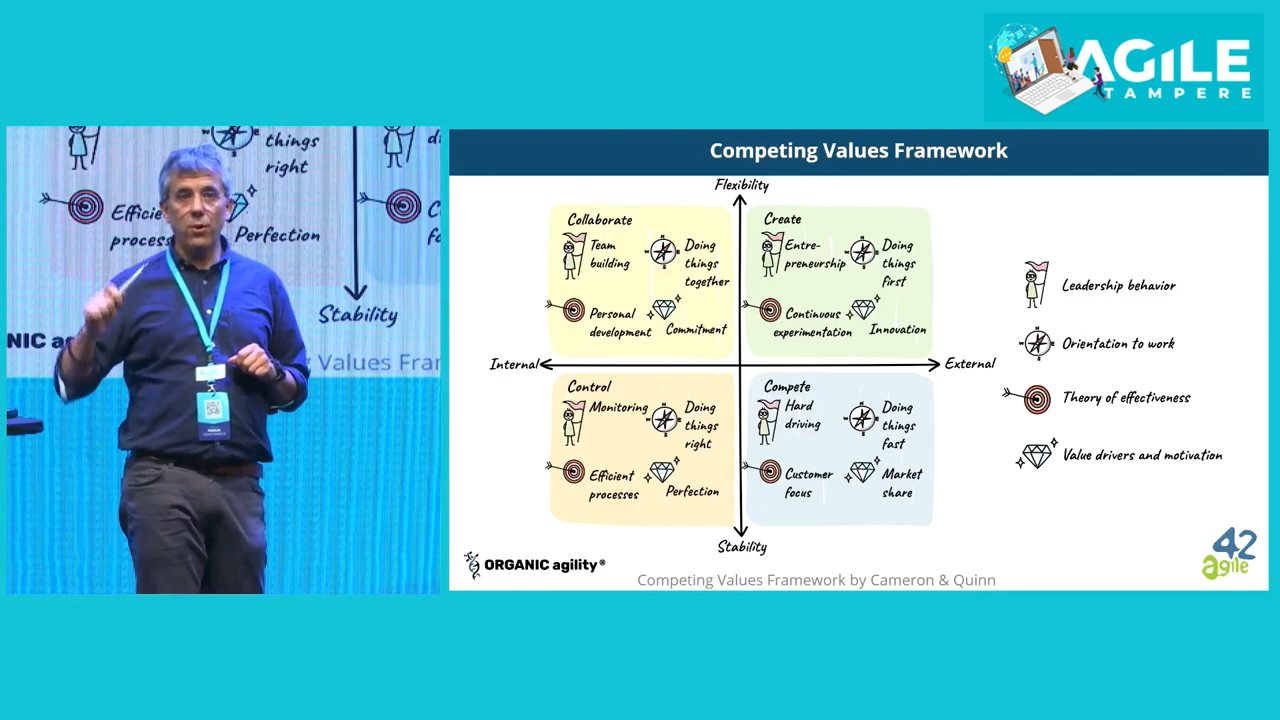 AGILE
TAMPERE
things
right
Efficie
process
Perfection
Stability
NIC ag
g Values Fram
Competing Values Framework
Flexibility
Collaborate
Team
building
Doing
things
together
Personal
development
Commitment
Create
Entre-
preneurship
Doing
things
first
Continuous
experimentation
Innovation
Internal
External
Control
Monitoring
Doing
things
right
Efficient
processes
Perfection
Compete
Hard
driving
Doing
things
fast
Customer
focus
Market
share
Stability
Leadership behavior
Orientation to work
Theory of effectiveness
Value drivers and motivation
ORGANIC agility®
Competing Values Framework by Cameron & Quinn
agile42